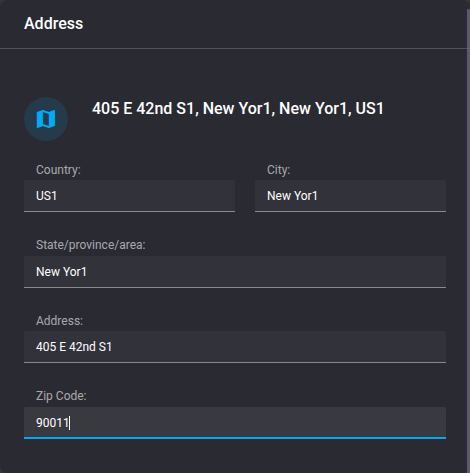 Address
405 E 42nd S1, New Yor1, New Yor1, US1
Country: City:
US1 New Yor1
State/province/area:
New Yor1
Address:
405 E 42nd S1
Zip Code:
90011